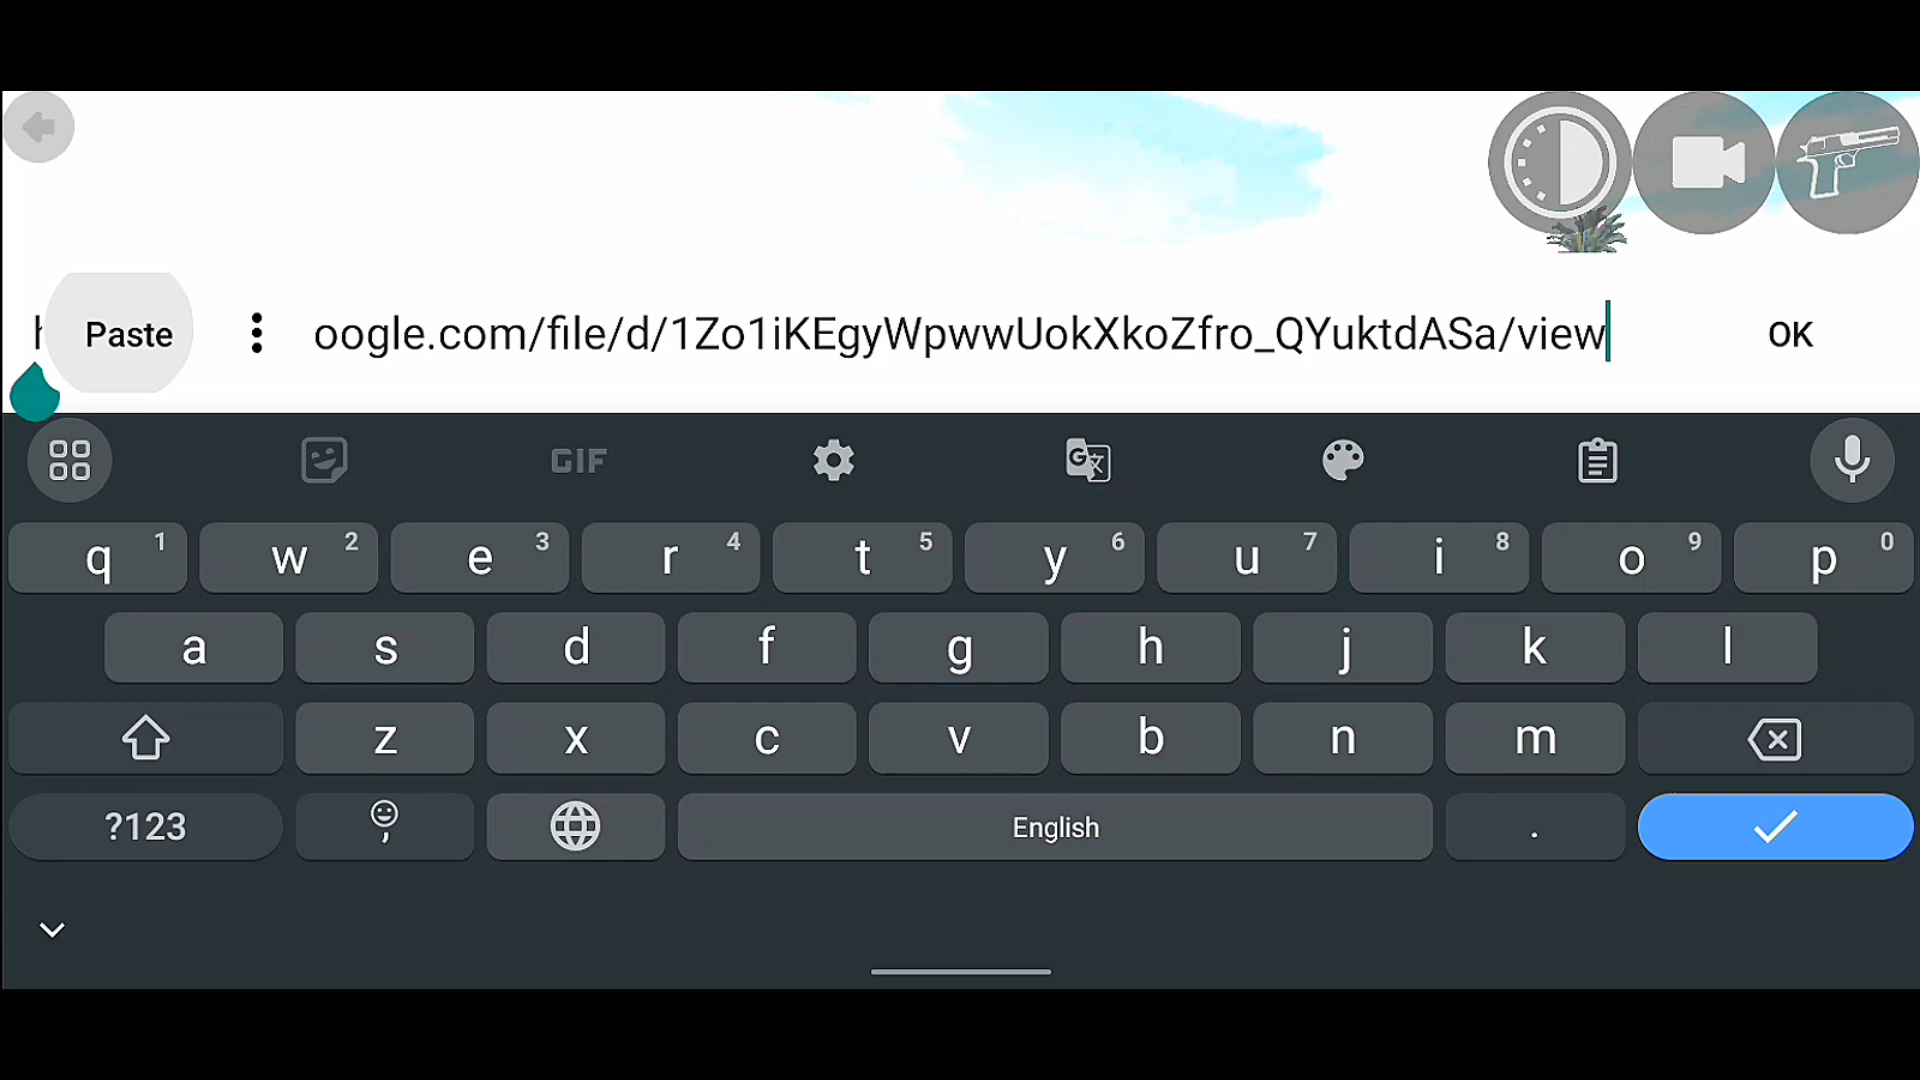 Paste
oogle.com/file/d/1Zo1iKEgyWpwwUokXkoZfro_QYuktdASa/view
OK
GIF
q 1 w 2 e 3 r 4 t 5 y 6 u 7 i 8 o 9 p 0
a s d f g h j k l
z x c v b n m
?123 , English .